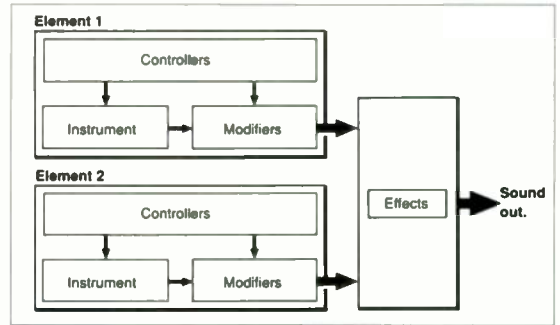 Element 1
Controllers
Instrument
Modifiers
Element 2
Controllers
Instrument
Modifiers
Effects
Sound
out.